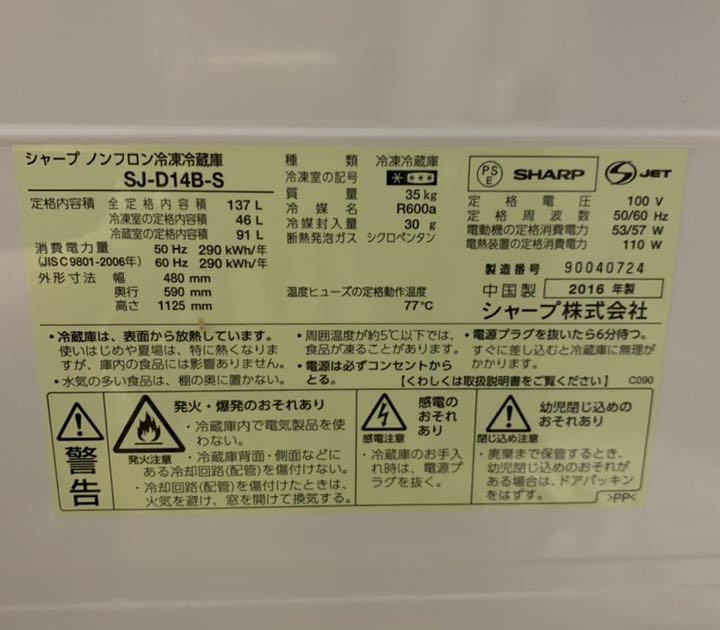 シャープ ノンフロン冷凍冷蔵庫
SJ-D14B-S
定格内容積 全定格内容積 137 L
冷凍室の定格内容積 46 L
冷蔵室の定格内容積 91 L
消費電力量 50 Hz 290 kWh/年
(JIS C 9801-2006年) 60 Hz 290 kWh/年
外形寸法 幅 480 mm
奥行 590 mm
高さ 1125 mm
種類 冷凍冷蔵庫
冷凍室の記号
質量 35 kg
冷媒名 R600a
冷媒封入量 30 g
断熱発泡ガス シクロペンタン
温度ヒューズの定格動作温度
77℃
PS
E
SHARP
S JET
定格電圧 100 V
定格周波数 50/60 Hz
電動機の定格消費電力 53/57 W
電熱装置の定格消費電力 110 W
製造番号 90040724
中国製 2016 年製
シャープ株式会社
・冷蔵庫は、表面から放熱しています。
使いはじめや夏場は、特に熱くなりま
すが、庫内の食品には影響ありません。
・水気の多い食品は、棚の奥に置かない。
・周囲温度が約5℃以下では、
食品が凍ることがあります。
・電源は必ずコンセントから
とる。
・電源プラグを抜いたら6分待つ。
すぐに差し込むと冷蔵庫に無理が
かかります。
【くわしくは取扱説明書をご覧ください】 C090
警告
発火注意
発火・爆発のおそれあり
・冷蔵庫内で電気製品を使
わない。
・冷蔵庫背面・側面などに
ある冷却回路(配管)を傷付けない。
・冷却回路(配管)を傷付けたときは、
火気を避け、窓を開けて換気する。
感電注意
感電の
おそれ
あり
・冷蔵庫のお手入
れ時は、電源プ
ラグを抜く。
閉じ込め注意
幼児閉じ込めの
おそれあり
・廃棄まで保管するとき、
幼児閉じ込めのおそれが
ある場合は、ドアパッキン
をはずす。
>PP<